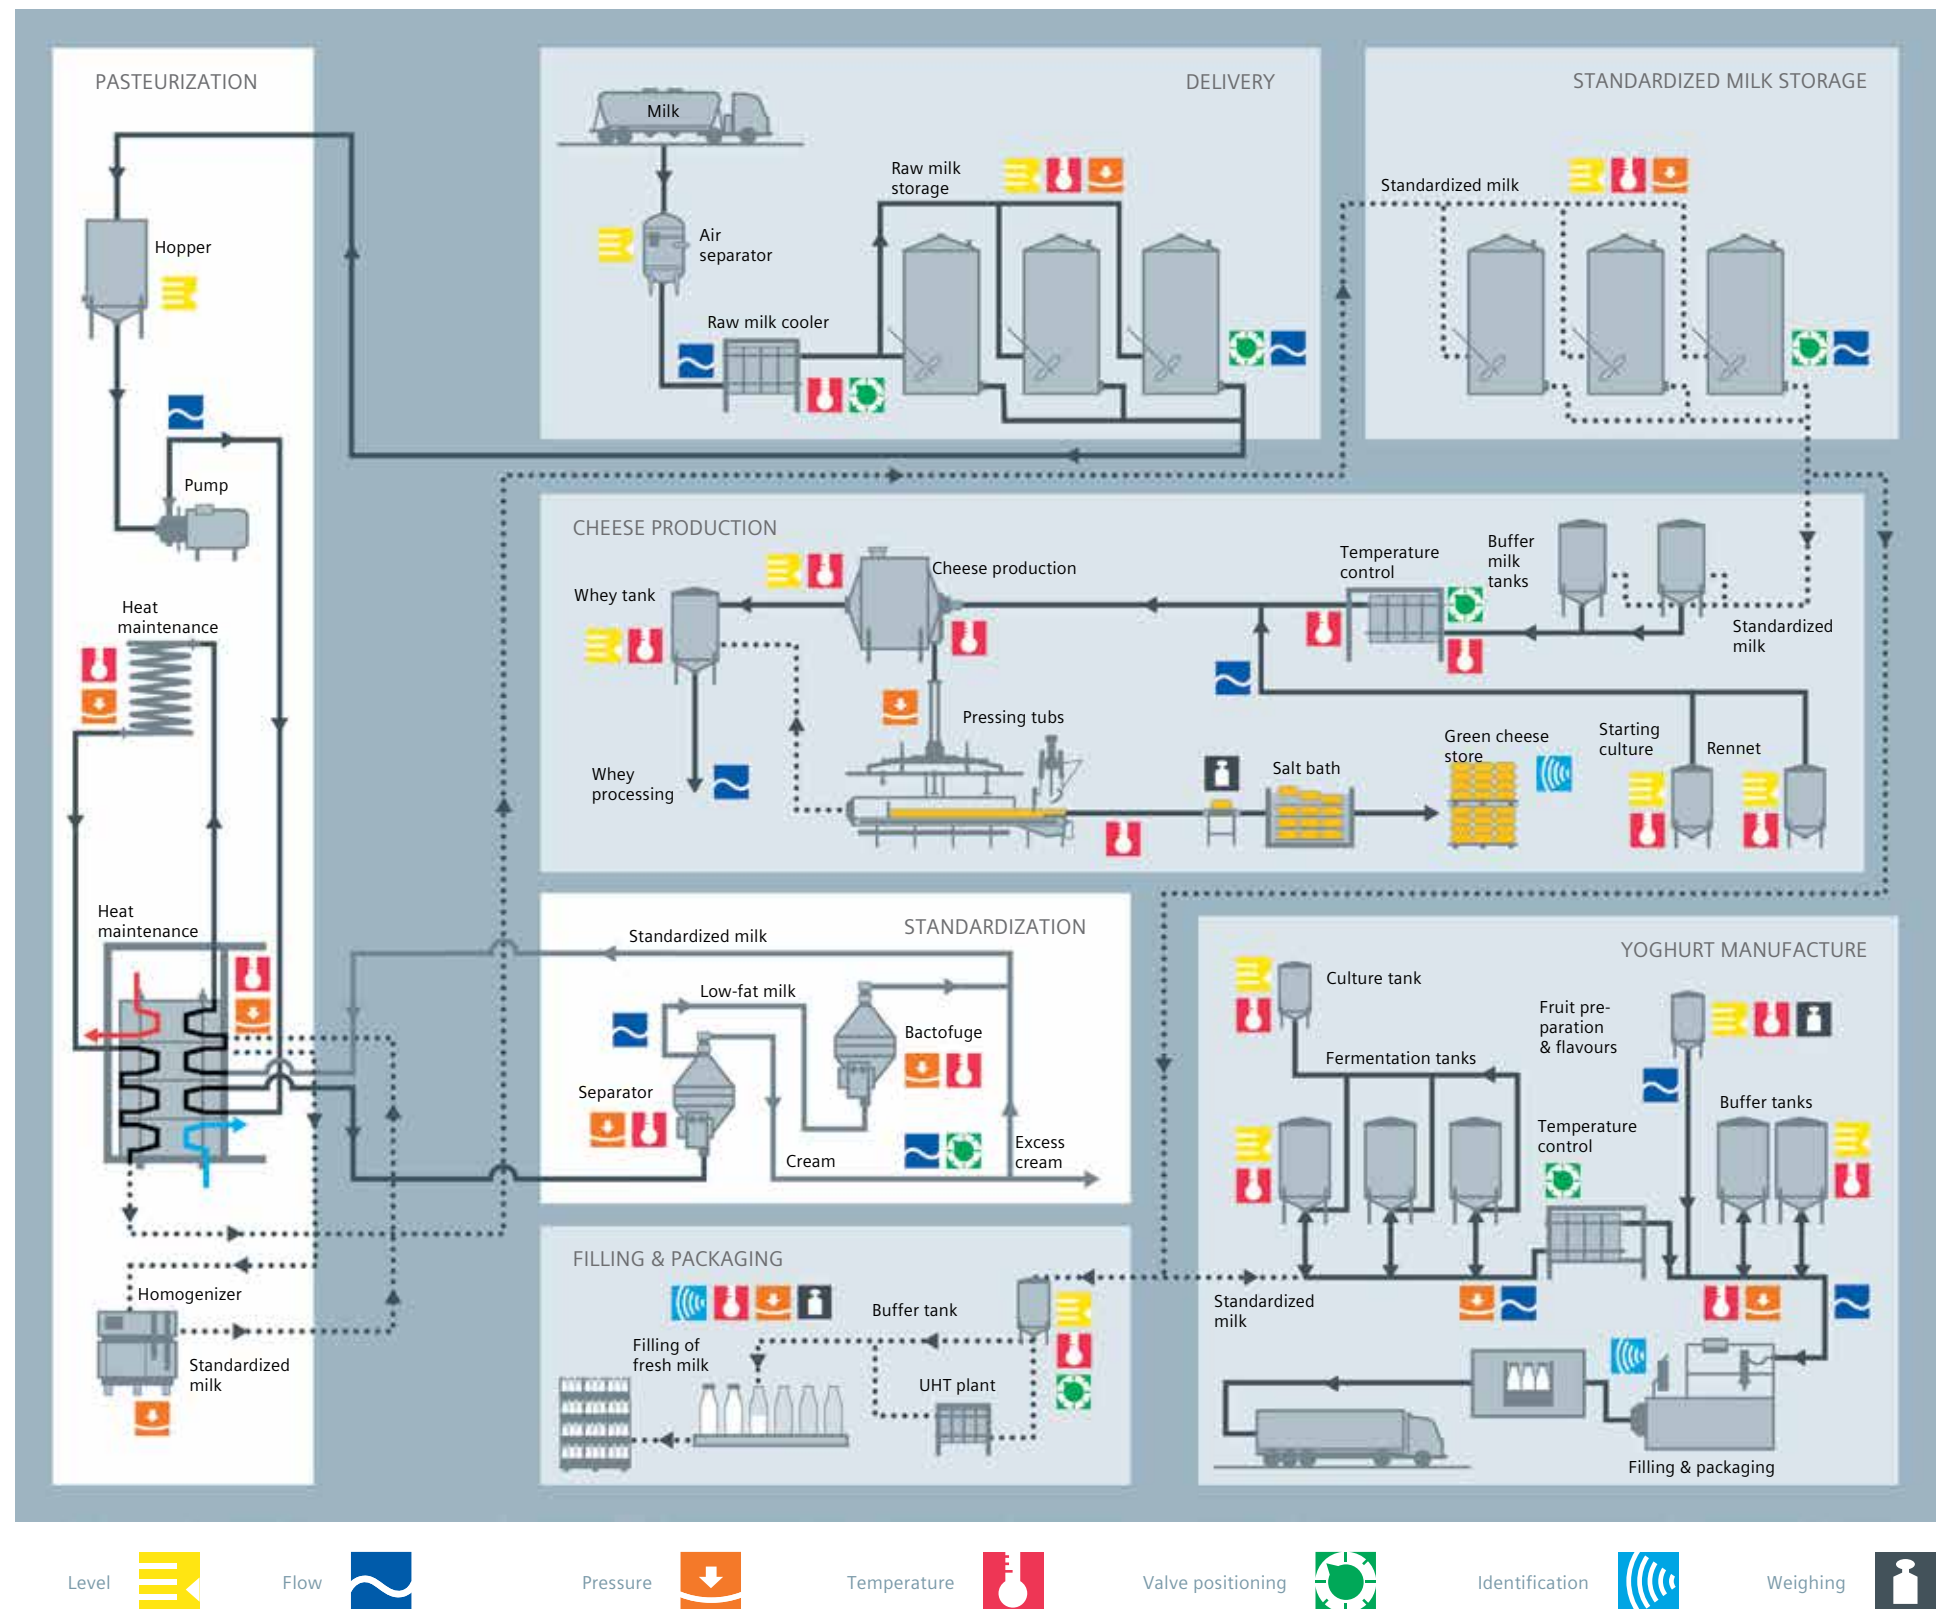 PASTEURIZATION
Hopper
Pump
Heat
maintenance
Heat
maintenance
Homogenizer
Standardized
milk
DELIVERY
Milk
Raw milk
storage
Air
separator
Raw milk cooler
STANDARDIZED MILK STORAGE
Standardized milk
CHEESE PRODUCTION
Whey tank
Cheese production
Temperature
control
Buffer
milk
tanks
Standardized
milk
Pressing tubs
Whey
processing
Salt bath
Green cheese
store
Starting
culture
Rennet
STANDARDIZATION
Standardized milk
Low-fat milk
Bactofuge
Separator
Cream
Excess
cream
FILLING & PACKAGING
Buffer tank
Filling of
fresh milk
UHT plant
YOGHURT MANUFACTURE
Culture tank
Fruit pre-
paration
& flavours
Fermentation tanks
Buffer tanks
Temperature
control
Standardized
milk
Filling & packaging
Level
Flow
Pressure
Temperature
Valve positioning
Identification
Weighing